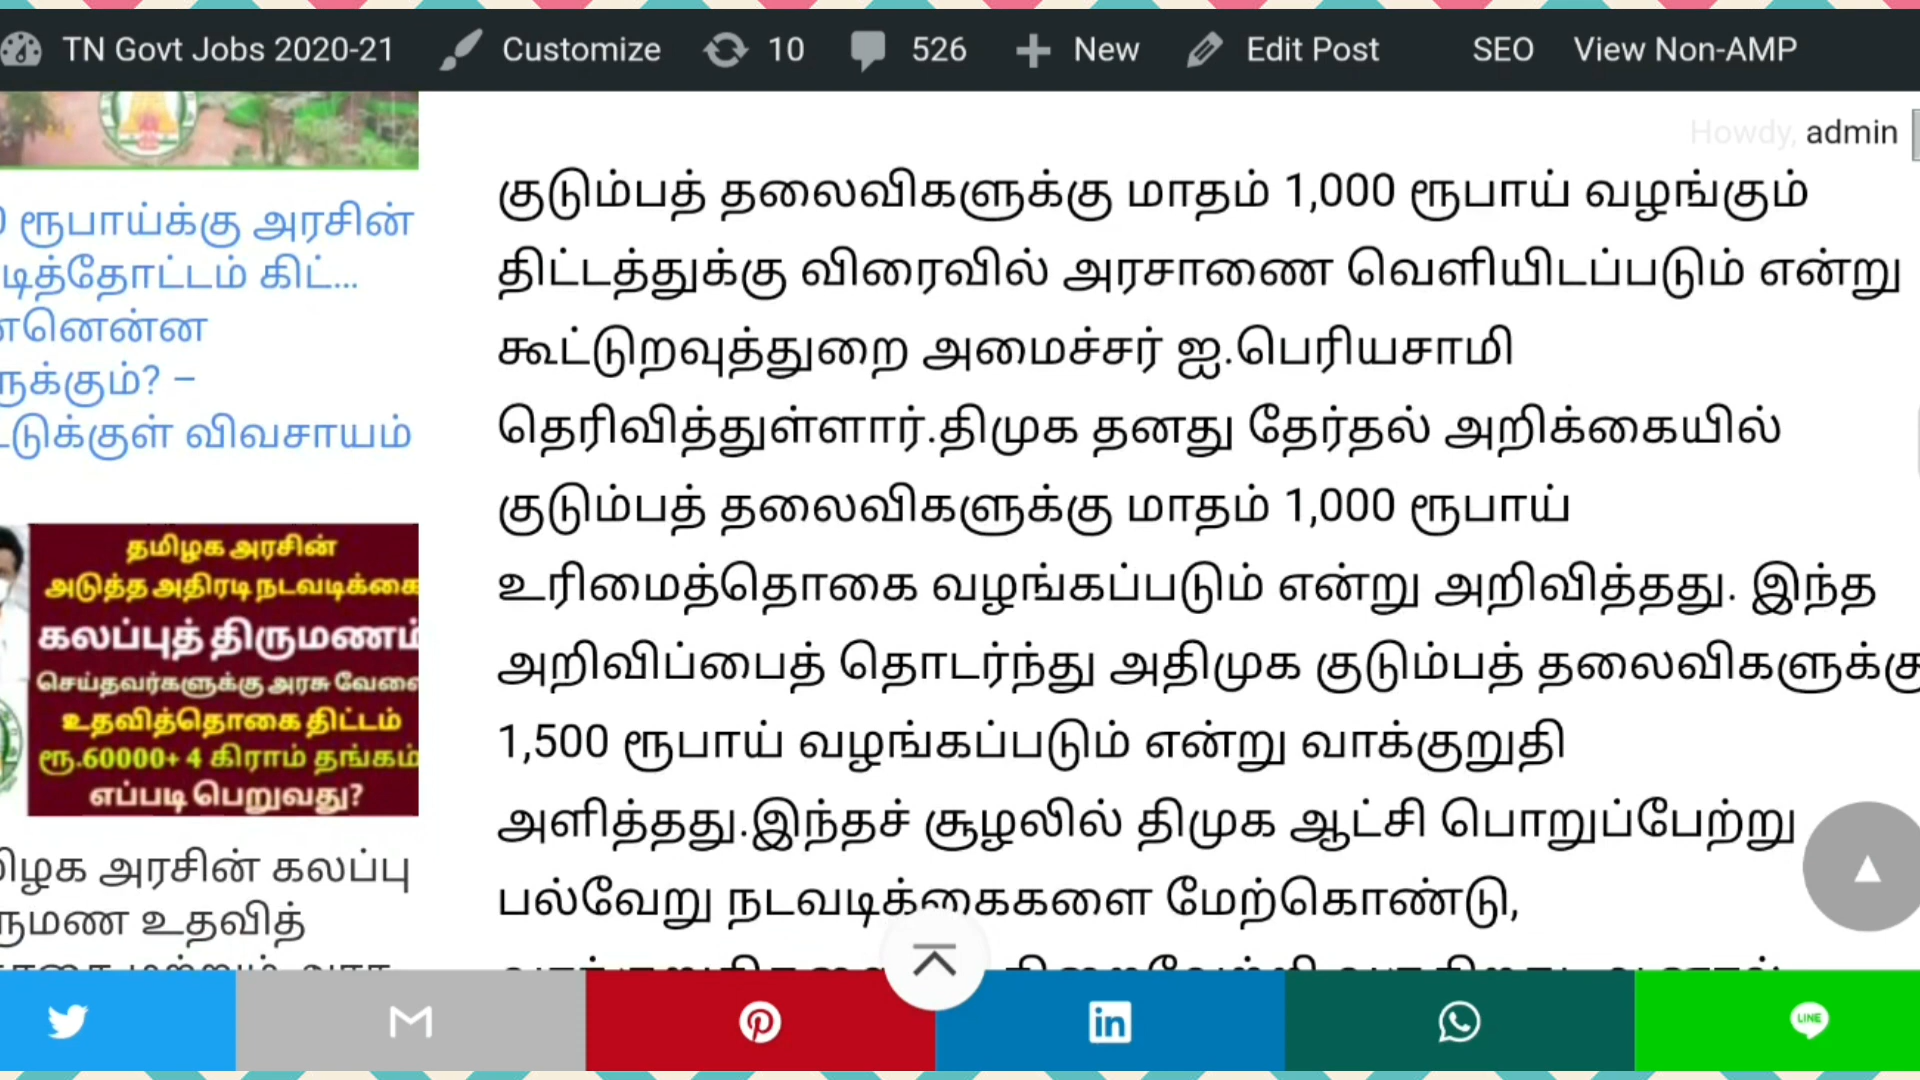 TN Govt Jobs 2020-21 Customize 10 526 New Edit Post SEO View Non-AMP
Howdy, admin
ரூபாய்க்கு அரசின்
கிட்...
விவசாயம்
தமிழக அரசின்
அடுத்த அதிரடி நடவடிக்கை
கலப்புத் திருமணம்
செய்தவர்களுக்கு அரசு வேலை
உதவித்தொகை திட்டம்
ரூ.60000+ 4 கிராம் தங்கம்
எப்படி பெறுவது?
அரசின் கலப்பு
உதவித்
குடும்பத் தலைவிகளுக்கு மாதம் 1,000 ரூபாய் வழங்கும்
திட்டத்துக்கு விரைவில் அரசாணை வெளியிடப்படும் என்று
கூட்டுறவுத்துறை அமைச்சர் ஐ.பெரியசாமி
தெரிவித்துள்ளார்.திமுக தனது தேர்தல் அறிக்கையில்
குடும்பத் தலைவிகளுக்கு மாதம் 1,000 ரூபாய்
உரிமைத்தொகை வழங்கப்படும் என்று அறிவித்தது. இந்த
அறிவிப்பைத் தொடர்ந்து அதிமுக குடும்பத் தலைவிகளுக்கு
1,500 ரூபாய் வழங்கப்படும் என்று வாக்குறுதி
அளித்தது.இந்தச் சூழலில் திமுக ஆட்சி பொறுப்பேற்று
பல்வேறு நடவடிக்கைகளை மேற்கொண்டு,
LINE